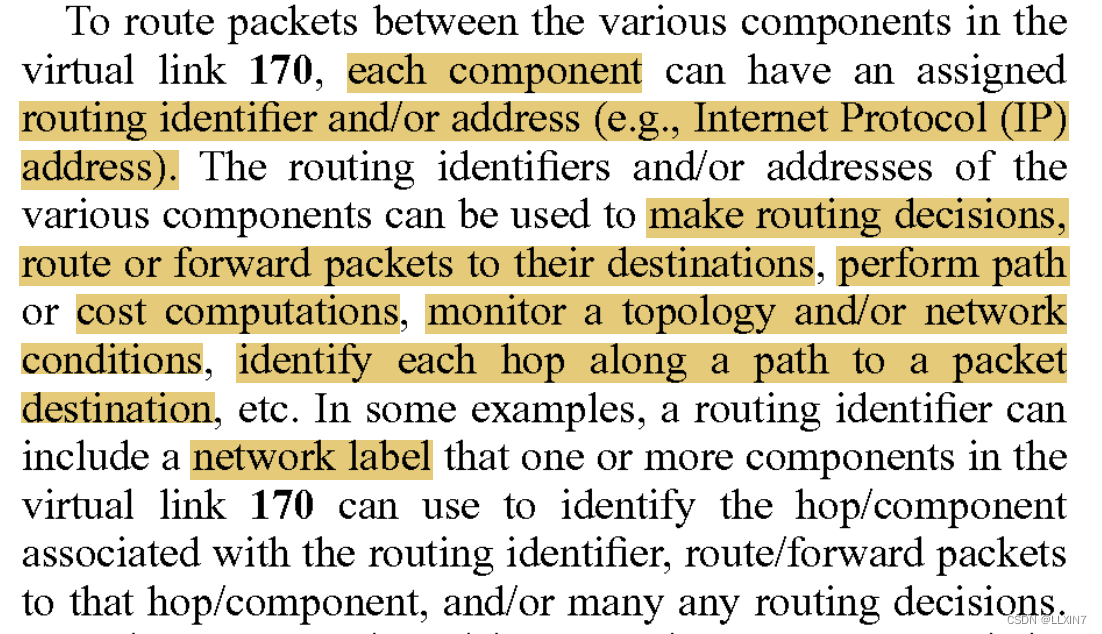 To route packets between the various components in the
virtual link 170, each component can have an assigned
routing identifier and/or address (e.g., Internet Protocol (IP)
address). The routing identifiers and/or addresses of the
various components can be used to make routing decisions,
route or forward packets to their destinations, perform path
or cost computations, monitor a topology and/or network
conditions, identify each hop along a path to a packet
destination, etc. In some examples, a routing identifier can
include a network label that one or more components in the
virtual link 170 can use to identify the hop/component
associated with the routing identifier, route/forward packets
to that hop/component, and/or many any routing decisions.
CSDN @LLXIN7